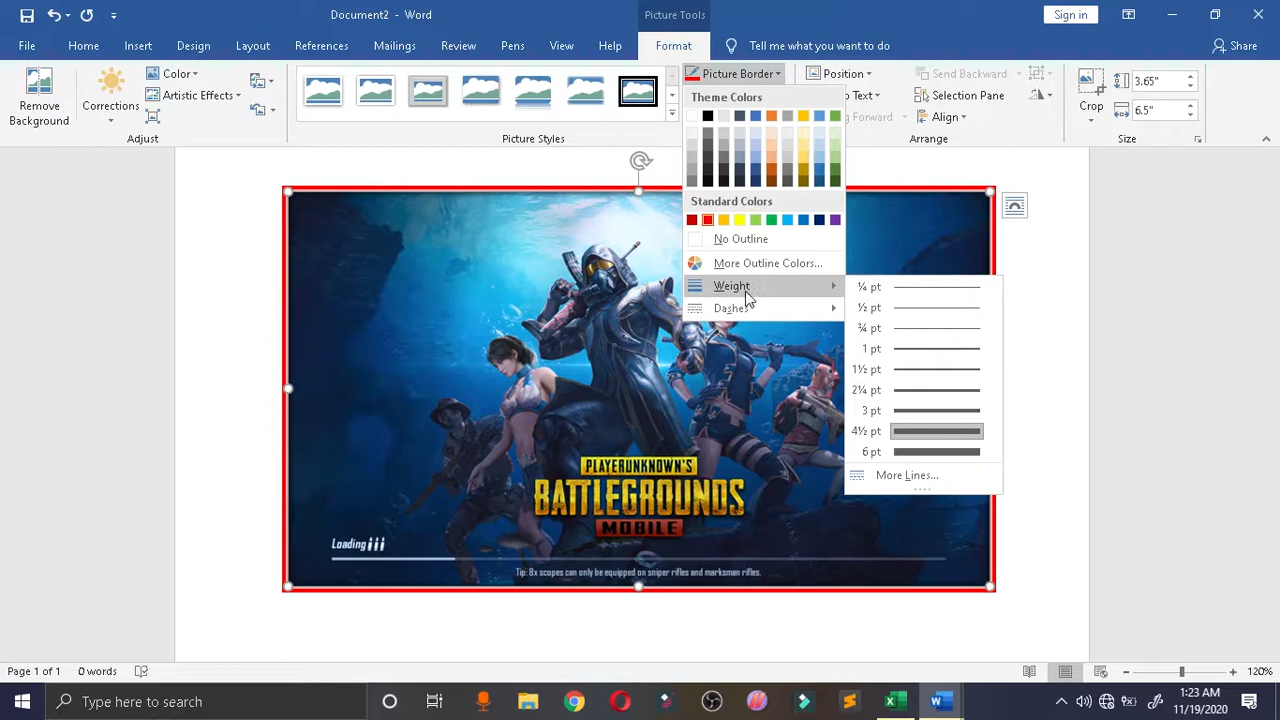 Document2 - Word
Picture Tools
Sign in
File
Home
Insert
Design
Layout
References
Mailings
Review
Pens
View
Help
Format
Tell me what you want to do
Share
Remove
Background
Corrections
Color
Artistic Effects
Adjust
Picture Styles
Picture Border
Position
Text
Forward
Send Backward
Selection Pane
Align
Arrange
Crop
3.65"
6.5"
Size
Theme Colors
Standard Colors
No Outline
More Outline Colors...
Weight
Dashes
¼ pt
½ pt
¾ pt
1 pt
1½ pt
2¼ pt
3 pt
4½ pt
6 pt
More Lines...
PLAYERUNKNOWN'S
BATTLEGROUNDS
MOBILE
Loading
Tip: 8x scopes can only be equipped on sniper rifles and marksman rifles.
Page 1 of 1
0 words
120%
Type here to search
1:23 AM
11/19/2020